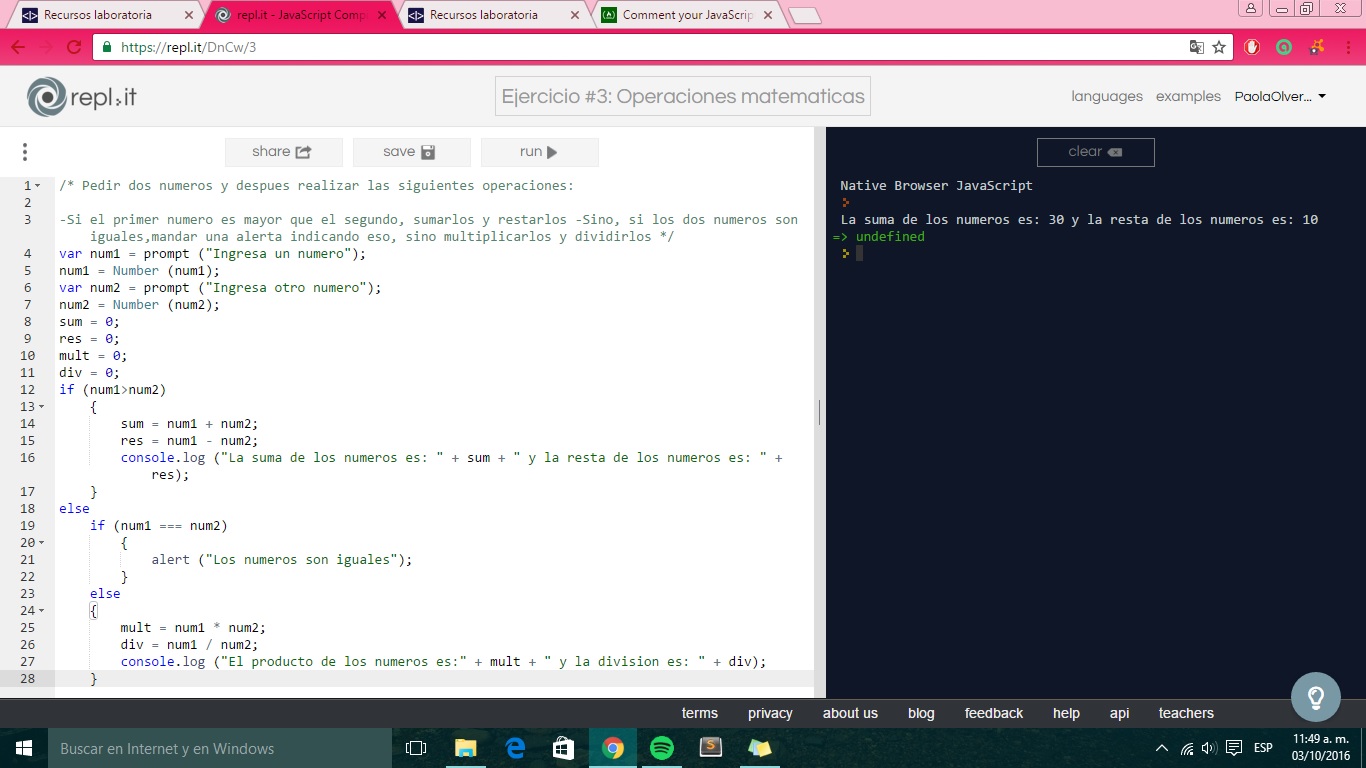 Recursos laboratoria
repl.it - JavaScript Comp
Recursos laboratoria
Comment your JavaScrip
https://repl.it/DnCw/3
repl.it
Ejercicio #3: Operaciones matematicas
languages examples PaolaOlver...
share save run
clear
1 /* Pedir dos numeros y despues realizar las siguientes operaciones:
2
3 -Si el primer numero es mayor que el segundo, sumarlos y restarlos -Sino, si los dos numeros son
iguales,mandar una alerta indicando eso, sino multiplicarlos y dividirlos */
4 var num1 = prompt ("Ingresa un numero");
5 num1 = Number (num1);
6 var num2 = prompt ("Ingresa otro numero");
7 num2 = Number (num2);
8 sum = 0;
9 res = 0;
10 mult = 0;
11 div = 0;
12 if (num1>num2)
13 {
14 sum = num1 + num2;
15 res = num1 - num2;
16 console.log ("La suma de los numeros es: " + sum + " y la resta de los numeros es: " +
res);
17 }
18 else
19 if (num1 === num2)
20 {
21 alert ("Los numeros son iguales");
22 }
23 else
24 {
25 mult = num1 * num2;
26 div = num1 / num2;
27 console.log ("El producto de los numeros es:" + mult + " y la division es: " + div);
28 }
Native Browser JavaScript
La suma de los numeros es: 30 y la resta de los numeros es: 10
=> undefined
terms privacy about us blog feedback help api teachers
Buscar en Internet y en Windows
ESP
11:49 a. m.
03/10/2016